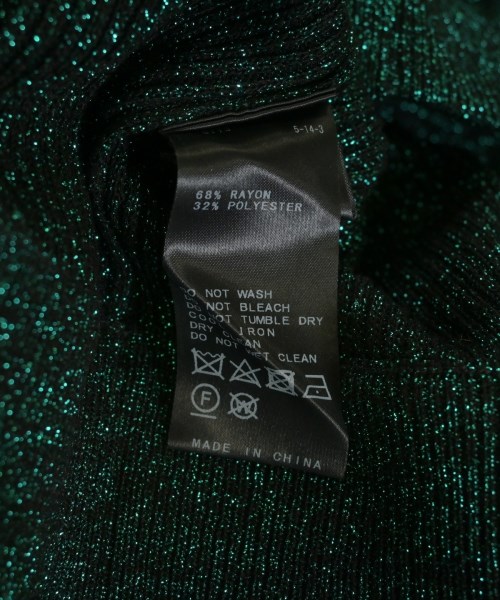 5-14-3
68% RAYON
32% POLYESTER
NOT WASH
NOT BLEACH
NOT TUMBLE DRY
DRY IRON
DO NOT
CLEAN
F
W
MADE IN CHINA